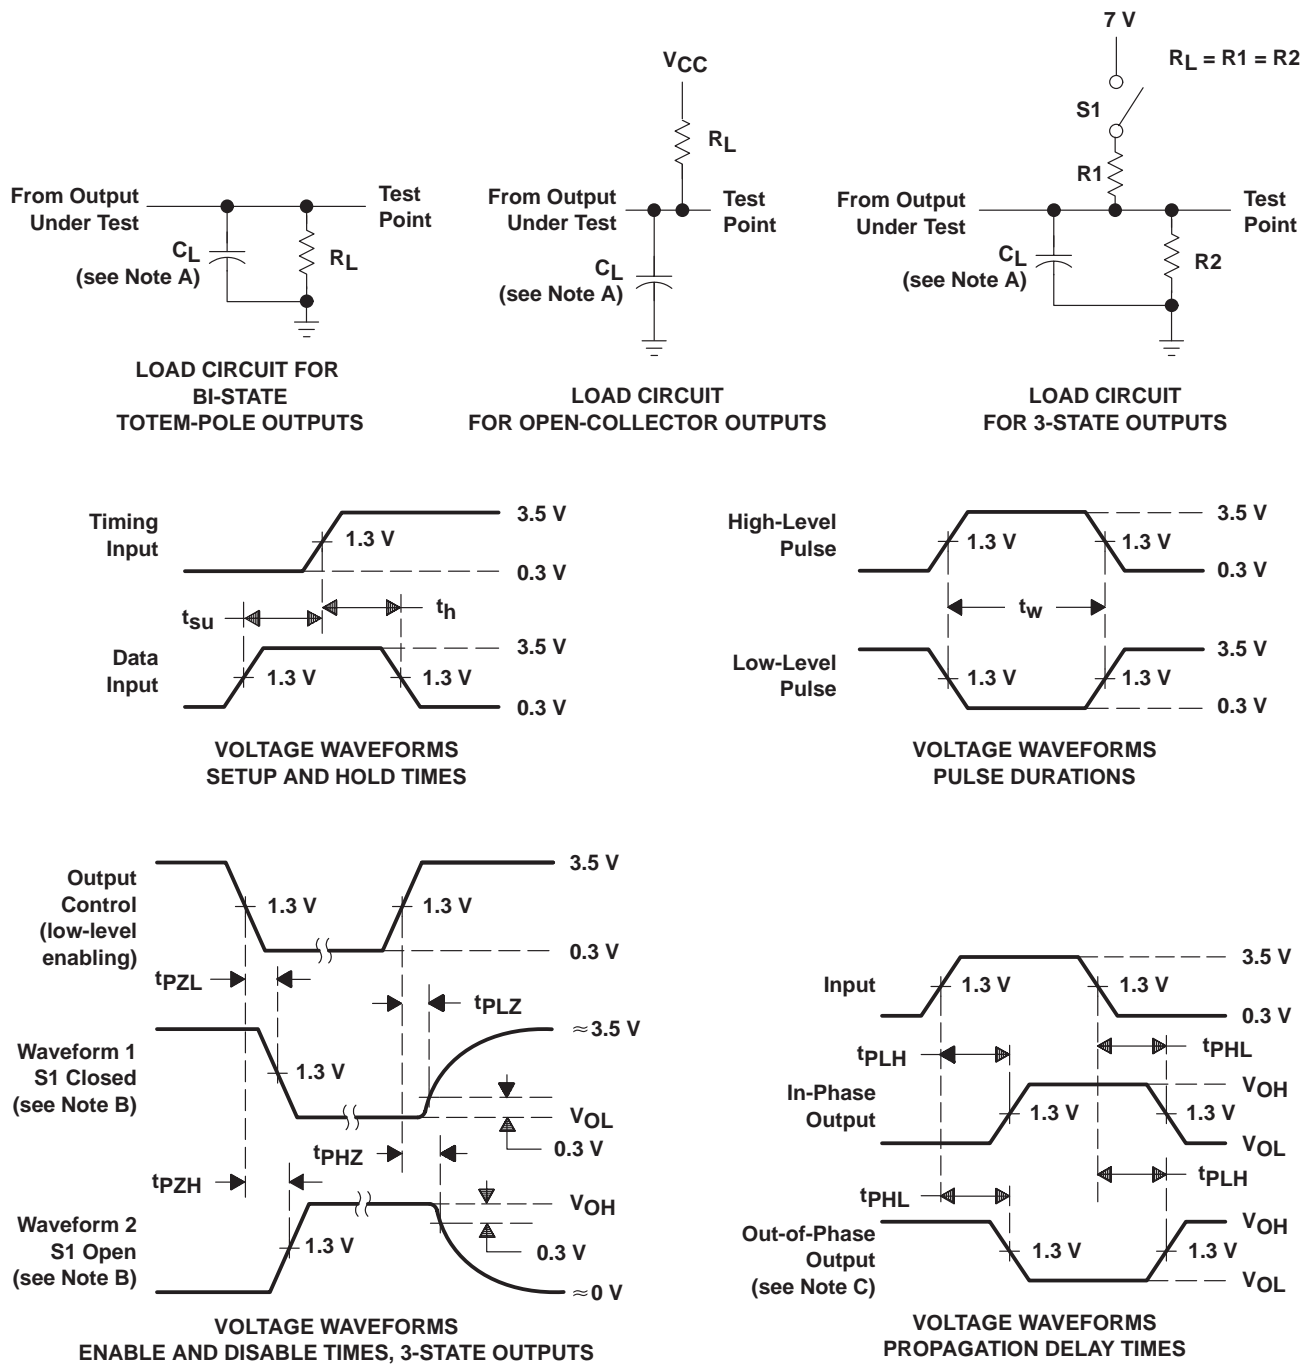 From Output
Under Test
Test
Point
CL
(see Note A)
RL
LOAD CIRCUIT FOR
BI-STATE
TOTEM-POLE OUTPUTS
VCC
RL
From Output
Under Test
Test
Point
CL
(see Note A)
LOAD CIRCUIT
FOR OPEN-COLLECTOR OUTPUTS
7 V
RL = R1 = R2
S1
R1
From Output
Under Test
Test
Point
CL
(see Note A)
R2
LOAD CIRCUIT
FOR 3-STATE OUTPUTS
Timing
Input
3.5 V
1.3 V
0.3 V
tsu
th
Data
Input
3.5 V
1.3 V
1.3 V
0.3 V
VOLTAGE WAVEFORMS
SETUP AND HOLD TIMES
High-Level
Pulse
3.5 V
1.3 V
1.3 V
0.3 V
tw
Low-Level
Pulse
3.5 V
1.3 V
1.3 V
0.3 V
VOLTAGE WAVEFORMS
PULSE DURATIONS
Output
Control
(low-level
enabling)
3.5 V
1.3 V
1.3 V
0.3 V
tPZL
tPLZ
Waveform 1
S1 Closed
(see Note B)
≈3.5 V
1.3 V
VOL
0.3 V
tPHZ
tPZH
Waveform 2
S1 Open
(see Note B)
VOH
1.3 V
0.3 V
≈0 V
VOLTAGE WAVEFORMS
ENABLE AND DISABLE TIMES, 3-STATE OUTPUTS
Input
3.5 V
1.3 V
1.3 V
0.3 V
tPLH
tPHL
In-Phase
Output
VOH
1.3 V
1.3 V
VOL
tPHL
tPLH
Out-of-Phase
Output
(see Note C)
VOH
1.3 V
1.3 V
VOL
VOLTAGE WAVEFORMS
PROPAGATION DELAY TIMES